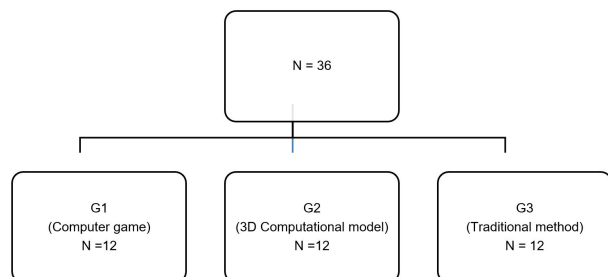 N = 36
G1
(Computer game)
N =12
G2
(3D Computational model)
N =12
G3
(Traditional method)
N = 12